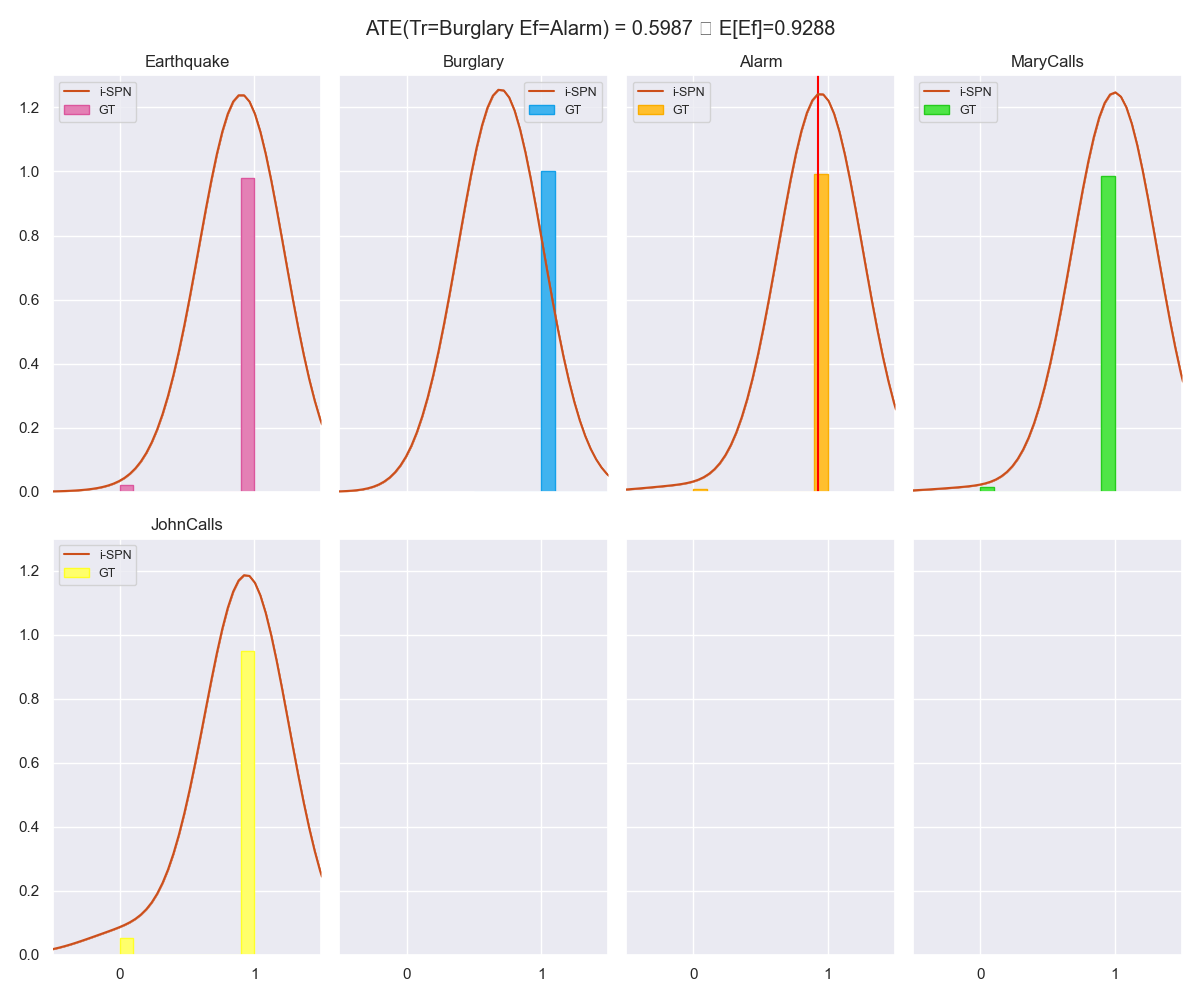 ATE(Tr=Burglary Ef=Alarm) = 0.5987 ▯ E[Ef]=0.9288
Earthquake Burglary Alarm MaryCalls
i-SPN
GT
i-SPN
GT
i-SPN
GT
i-SPN
GT
1.2
1.0
0.8
0.6
0.4
0.2
0.0
JohnCalls
i-SPN
GT
1.2
1.0
0.8
0.6
0.4
0.2
0.0
0 1 0 1 0 1 0 1